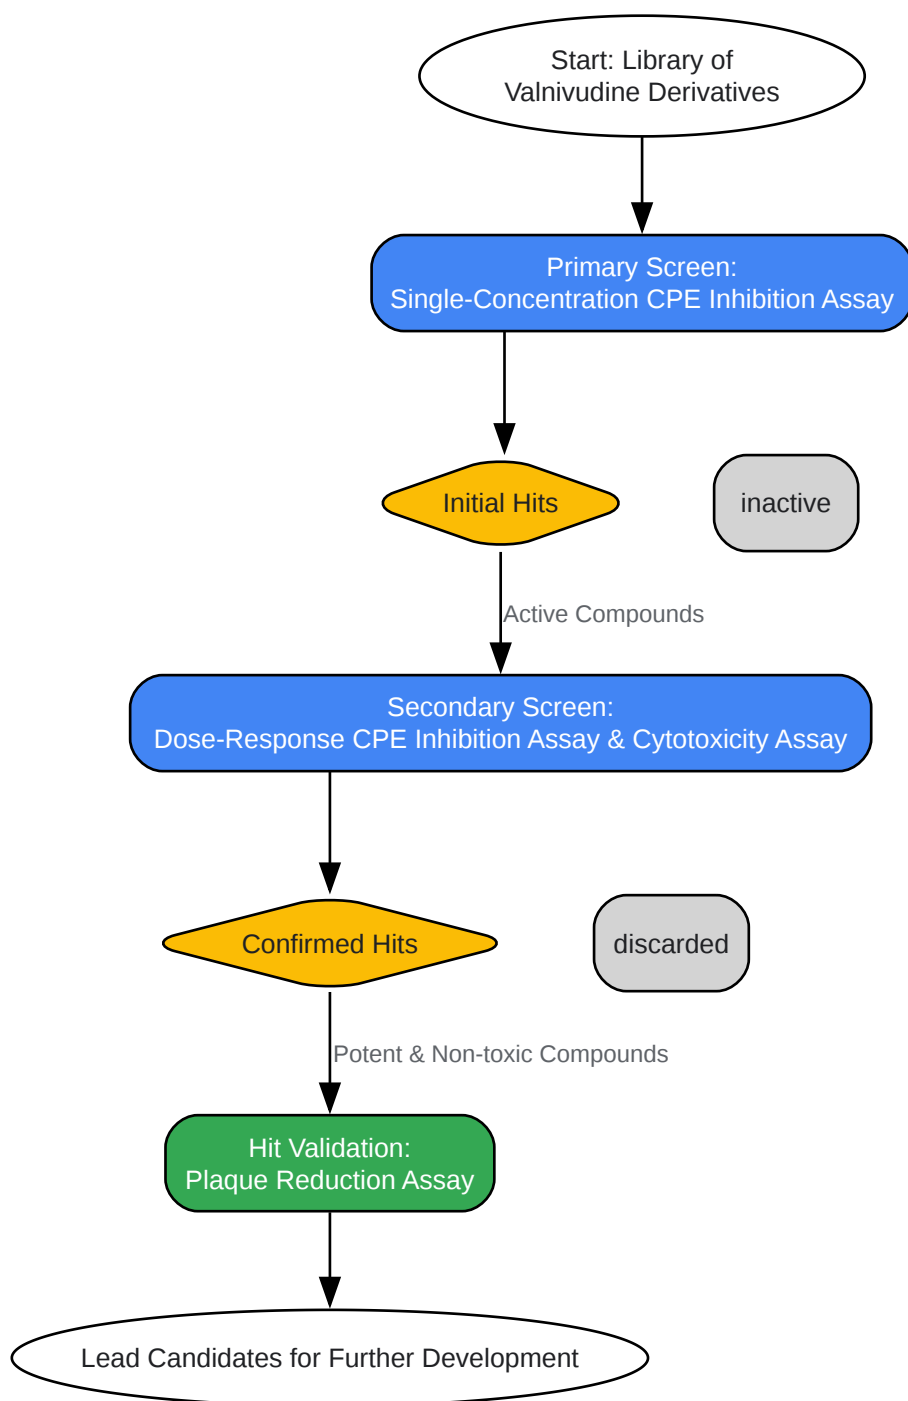 Start: Library of
Valnivudine Derivatives
Primary Screen:
Single-Concentration CPE Inhibition Assay
Initial Hits
inactive
Active Compounds
Secondary Screen:
Dose-Response CPE Inhibition Assay & Cytotoxicity Assay
Confirmed Hits
discarded
Potent & Non-toxic Compounds
Hit Validation:
Plaque Reduction Assay
Lead Candidates for Further Development